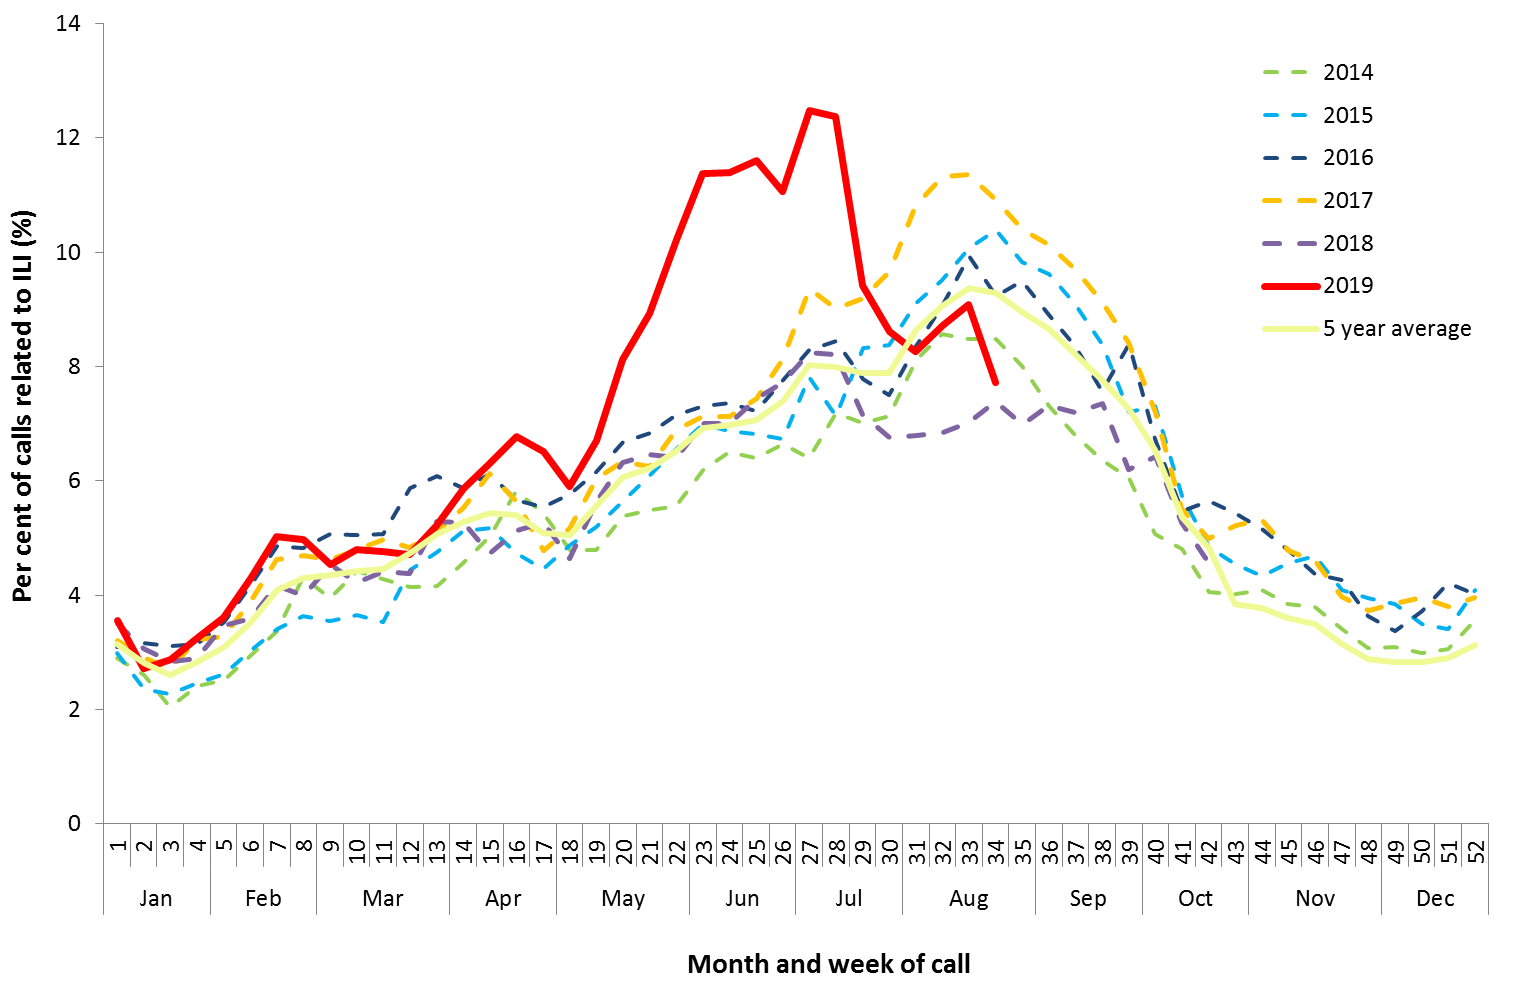 14
12
10
8
6
4
2
0
Per cent of calls related to ILI (%)
2014
2015
2016
2017
2018
2019
5 year average
1 2 3 4 5 6 7 8 9 10 11 12 13 14 15 16 17 18 19 20 21 22 23 24 25 26 27 28 29 30 31 32 33 34 35 36 37 38 39 40 41 42 43 44 45 46 47 48 49 50 51 52
Jan Feb Mar Apr May Jun Jul Aug Sep Oct Nov Dec
Month and week of call